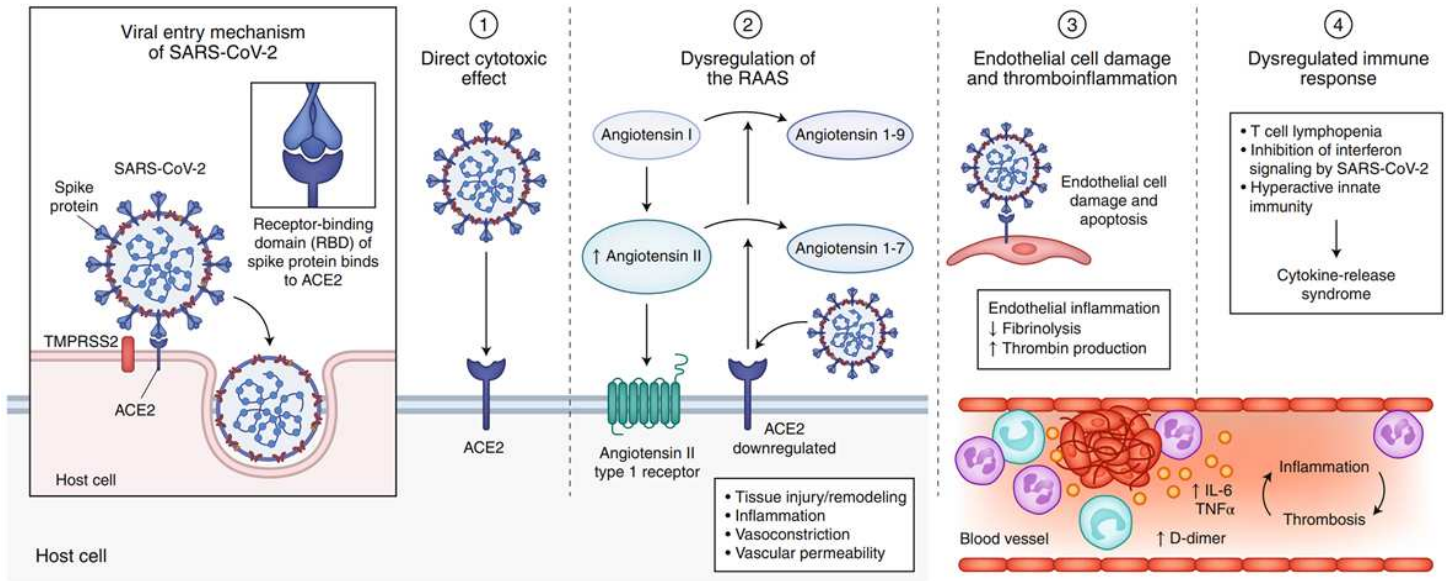 Viral entry mechanism
of SARS-CoV-2
SARS-CoV-2
Spike
protein
Receptor-binding
domain (RBD) of
spike protein binds
to ACE2
TMPRSS2
ACE2
Host cell
Host cell
1
Direct cytotoxic
effect
ACE2
2
Dysregulation of
the RAAS
Angiotensin I
Angiotensin 1-9
↑ Angiotensin II
Angiotensin 1-7
Angiotensin II
type 1 receptor
ACE2
downregulated
• Tissue injury/remodeling
• Inflammation
• Vasoconstriction
• Vascular permeability
3
Endothelial cell damage
and thromboinflammation
Endothelial cell
damage and
apoptosis
Endothelial inflammation
↓ Fibrinolysis
↑ Thrombin production
4
Dysregulated immune
response
• T cell lymphopenia
• Inhibition of interferon
signaling by SARS-CoV-2
• Hyperactive innate
immunity
Cytokine-release
syndrome
Blood vessel
↑ IL-6
TNFα
↑ D-dimer
Inflammation
Thrombosis